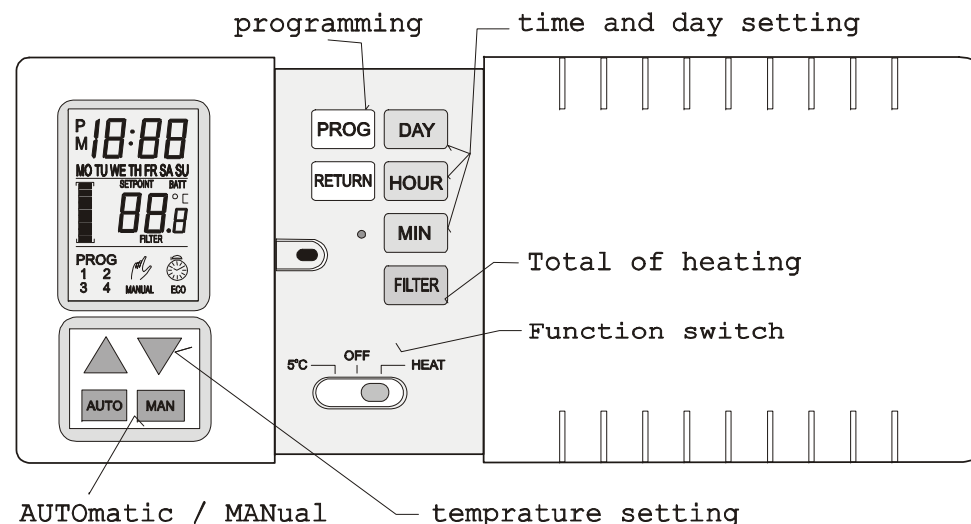 programming
time and day setting
PM 18:88
MO TU WE TH FR SA SU
SETPOINT BATT
88.8 °C
FILTER
PROG
1 2
3 4
MANUAL ECO
AUTO MAN
PROG DAY
RETURN HOUR
MIN
FILTER
5°C OFF HEAT
Total of heating
Function switch
AUTOmatic / MANual
temprature setting